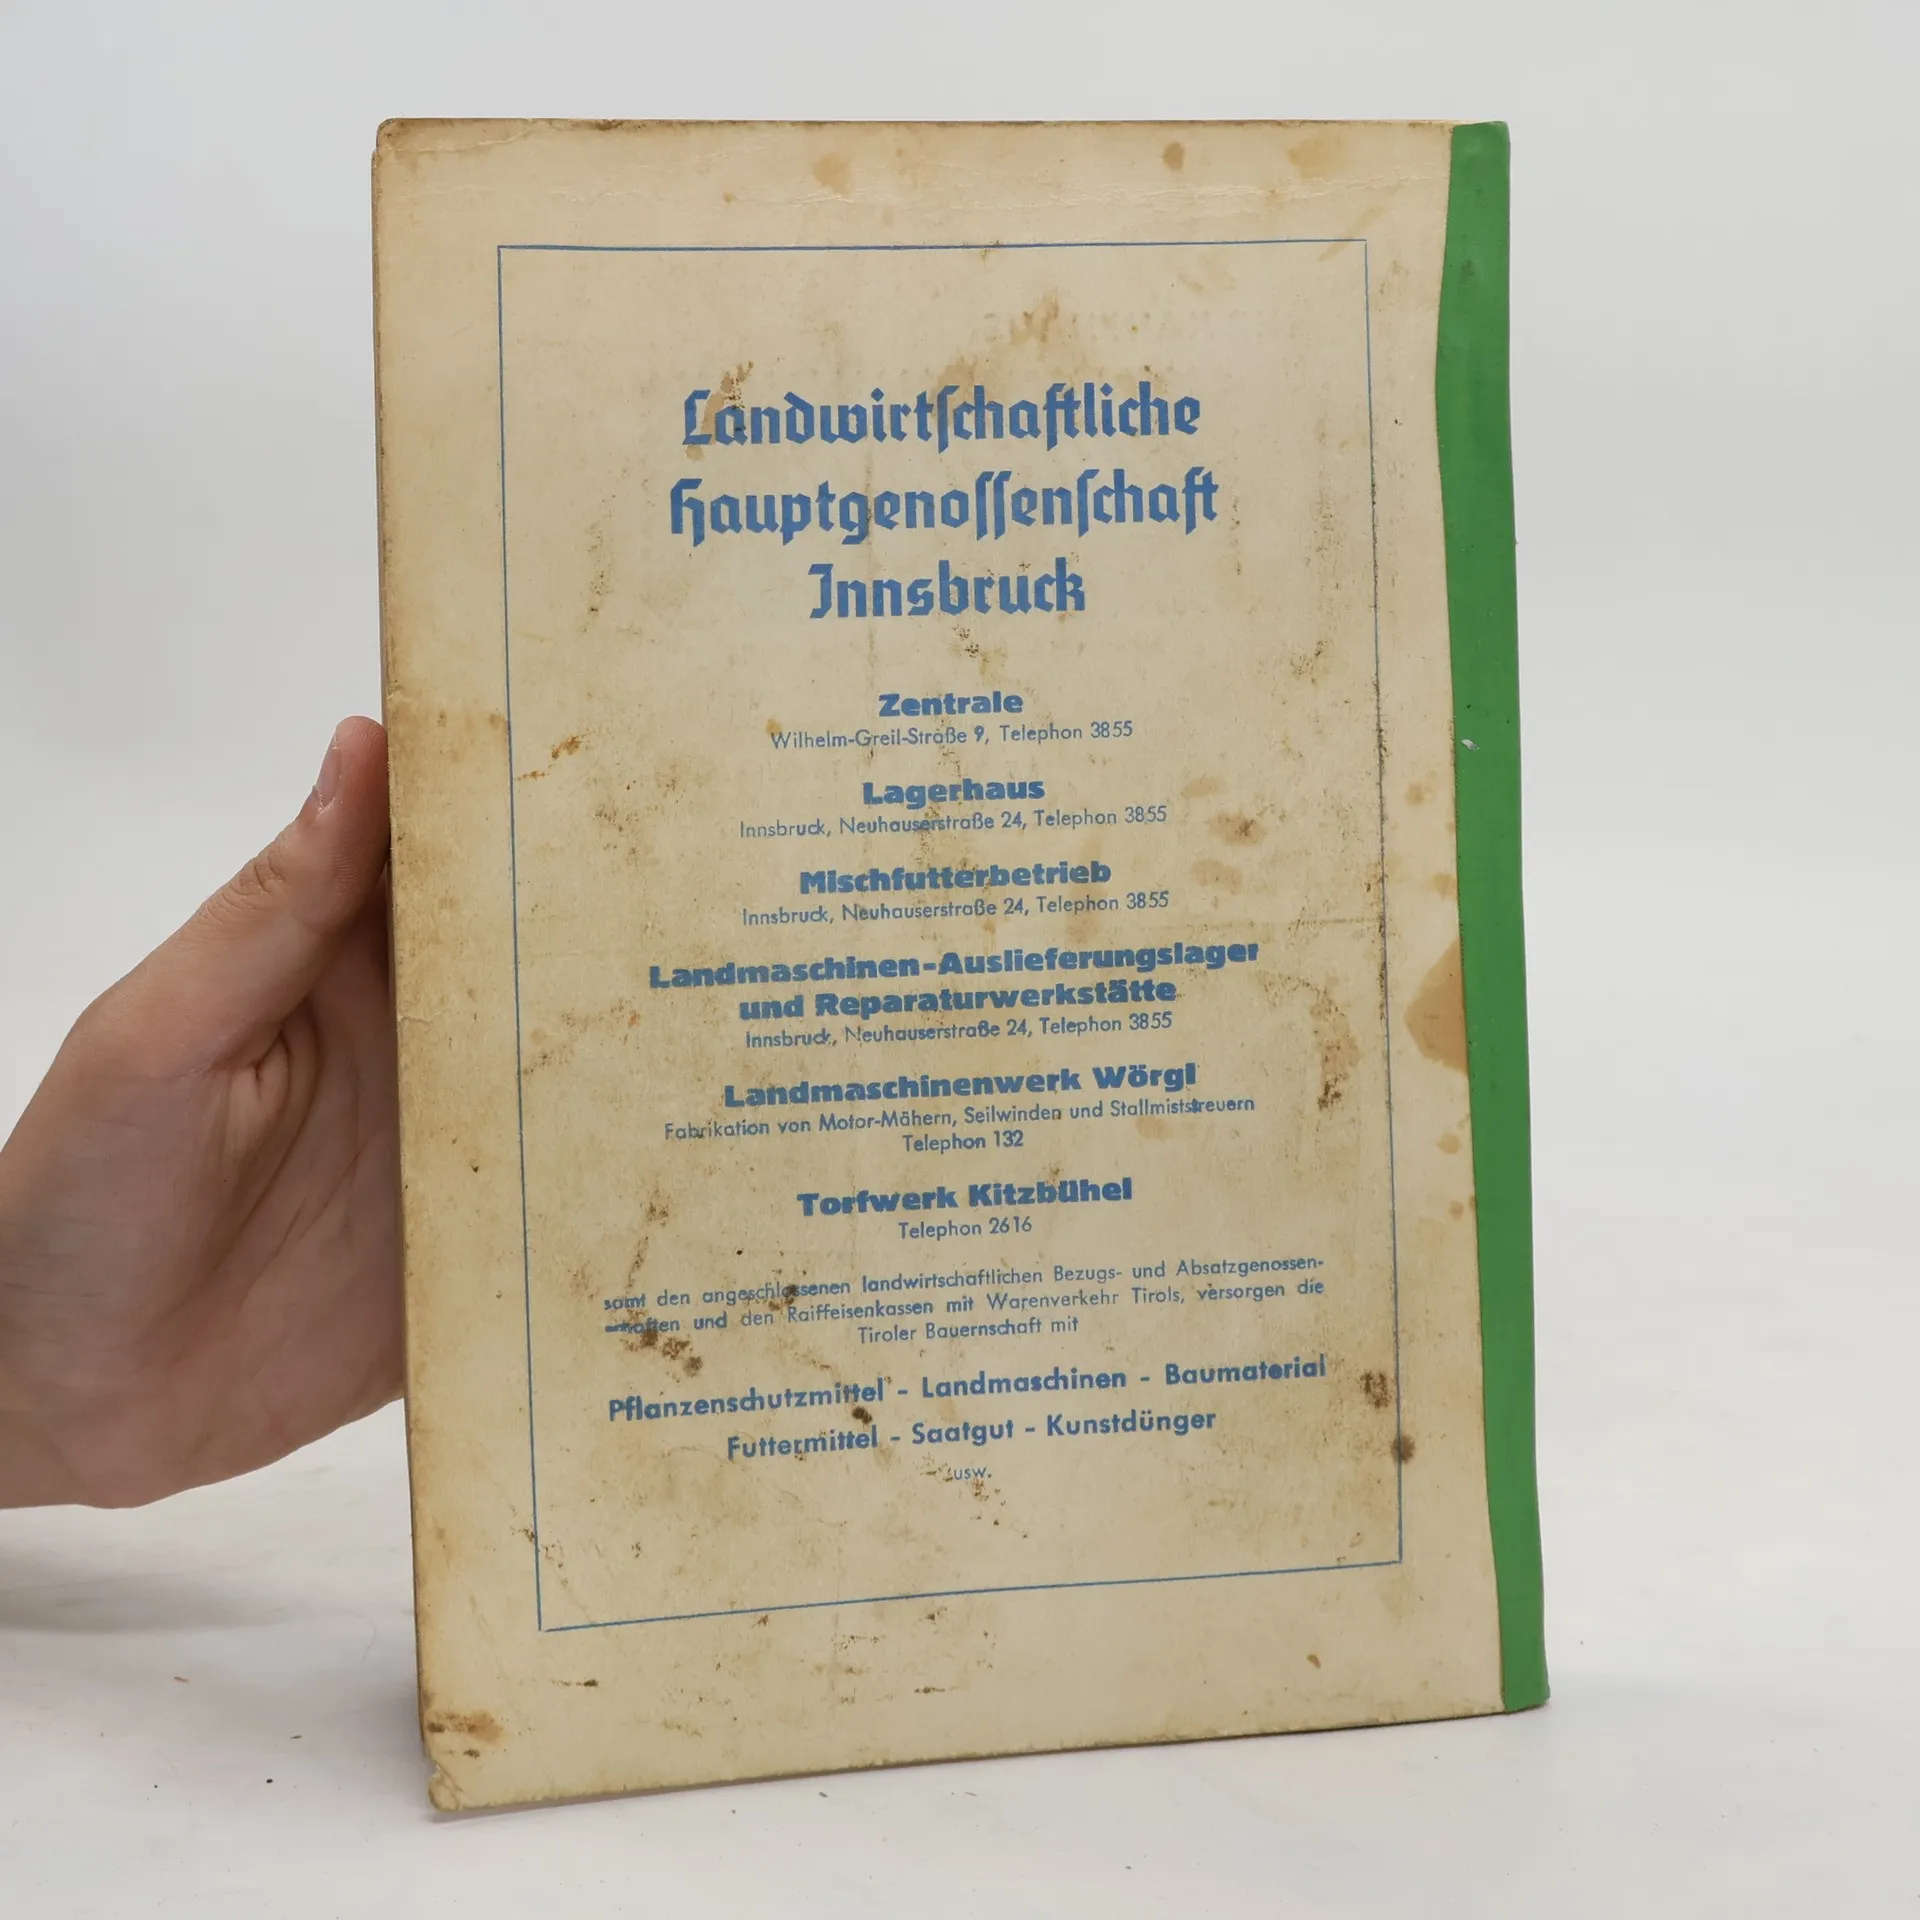 Landwirtſchaftliche
Hauptgenoſſenſchaft
Innsbruck
Zentrale
Wilhelm-Greil-Straße 9, Telephon 3855
Lagerhaus
Innsbruck, Neuhauserstraße 24, Telephon 3855
Mischfutterbetrieb
Innsbruck, Neuhauserstraße 24, Telephon 3855
Landmaschinen-Auslieferungslager
und Reparaturwerkstätte
Innsbruck, Neuhauserstraße 24, Telephon 3855
Landmaschinenwerk Wörgl
Fabrikation von Motor-Mähern, Seilwinden und Stallmiststreuern
Telephon 132
Torfwerk Kitzbühel
Telephon 2616
samt den angeschlossenen landwirtschaftlichen Bezugs- und Absatzgenossen-
schaften und den Raiffeisenkassen mit Warenverkehr Tirols, versorgen die
Tiroler Bauernschaft mit
Pflanzenschutzmittel - Landmaschinen - Baumaterial
Futtermittel - Saatgut - Kunstdünger
usw.